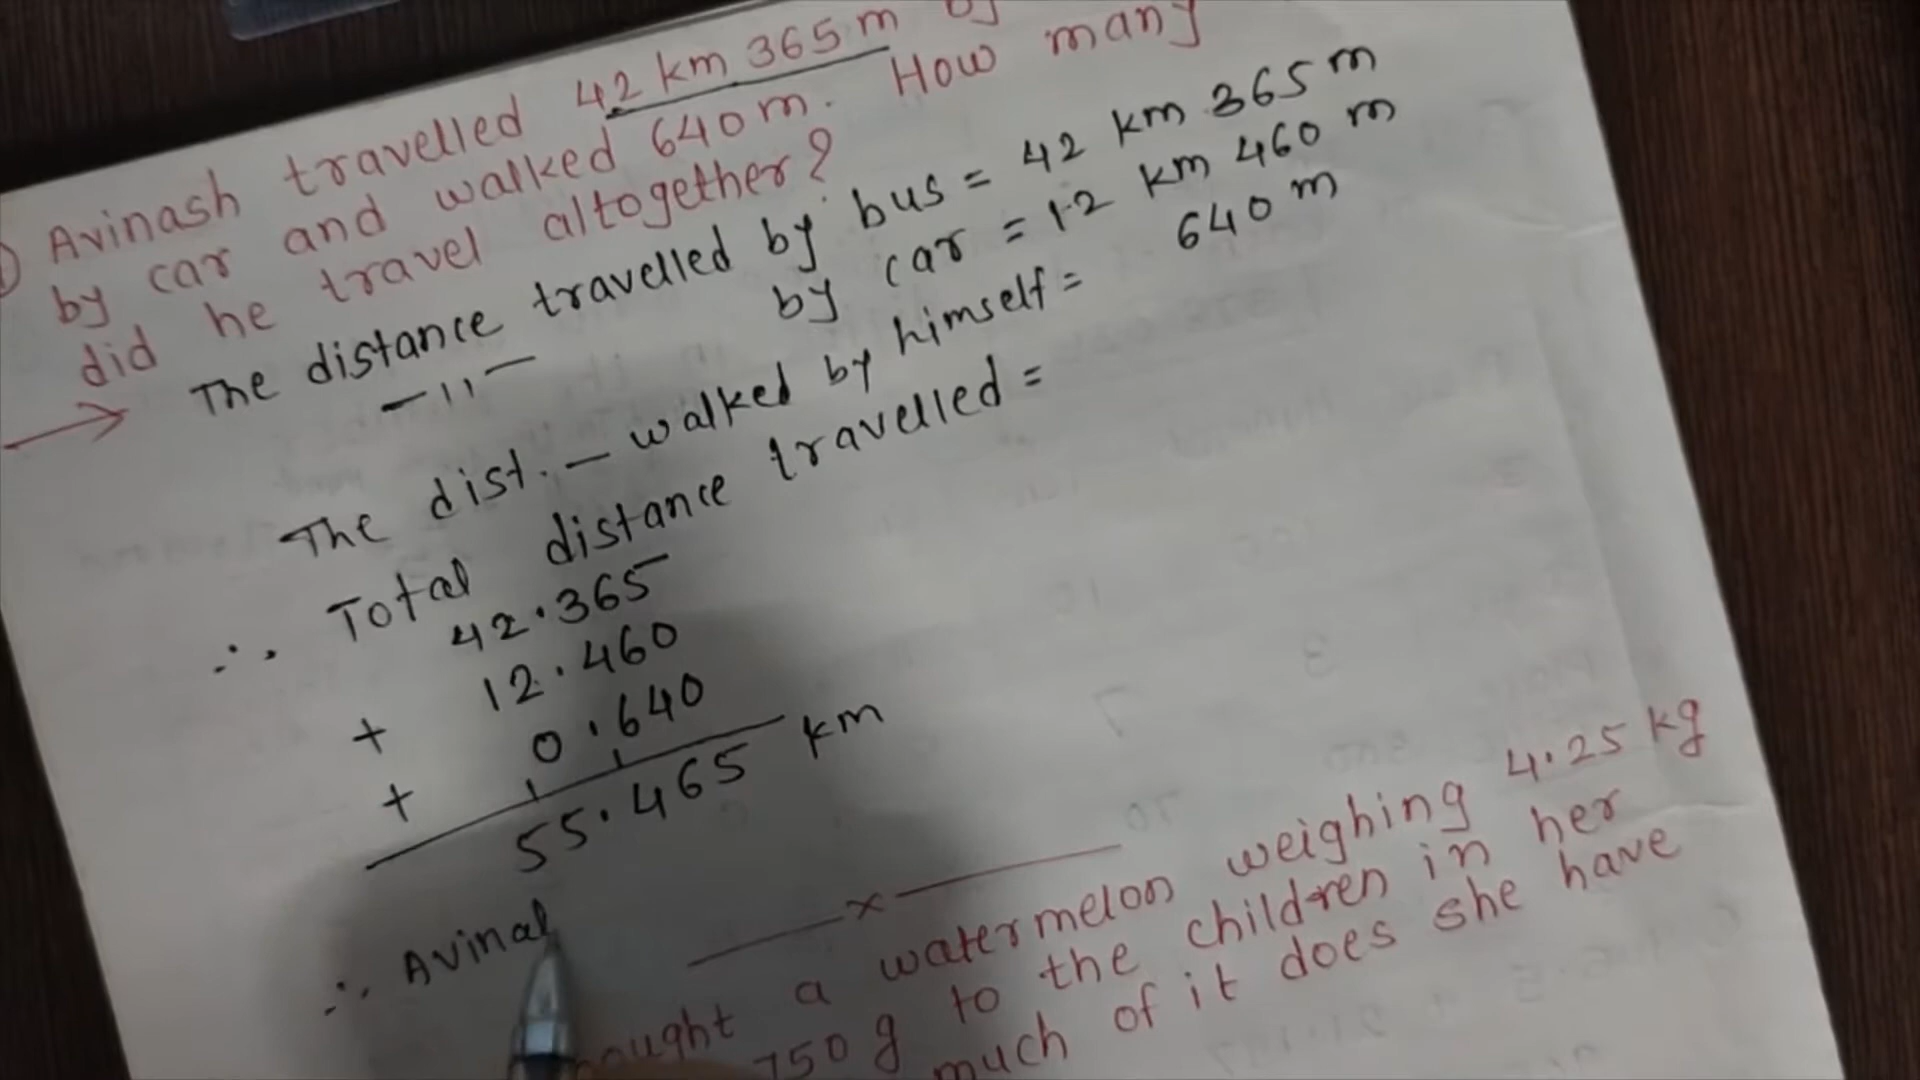 Avinash travelled 42 km 365 m
by car and walked 640 m. How many
did he travel altogether?
The distance travelled by bus = 42 km 365 m
— 11 — by car = 12 km 460 m
The dist. — walked by himself = 640 m
∴ Total distance travelled =
42.365
+ 12.460
+ 0.640
55.465 km
∴ Avinal
x
a watermelon weighing 4.25 kg
750 g to the children in her
much of it does she have